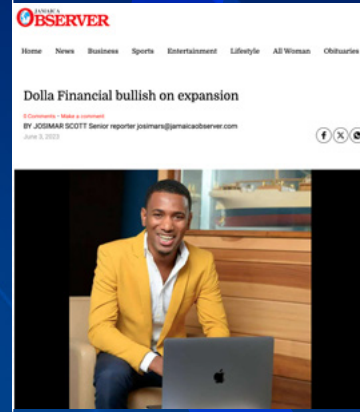 JAMAICA
OBSERVER
Home News Business Sports Entertainment Lifestyle All Woman Obituaries
Dolla Financial bullish on expansion
0 Comments - Make a comment
BY JOSIMAR SCOTT Senior reporter josimars@jamaicaobserver.com
June 3, 2023